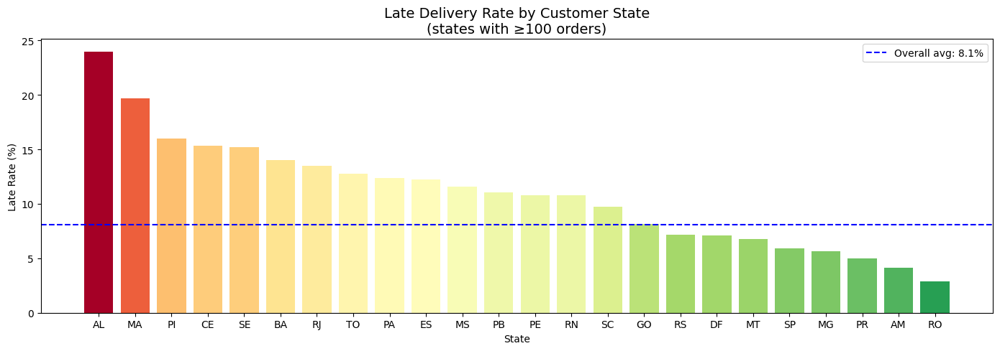 Late Delivery Rate by Customer State
(states with ≥100 orders)
Overall avg: 8.1%
Late Rate (%)
25
20
15
10
5
0
AL MA PI CE SE BA RJ TO PA ES MS PB PE RN SC GO RS DF MT SP MG PR AM RO
State